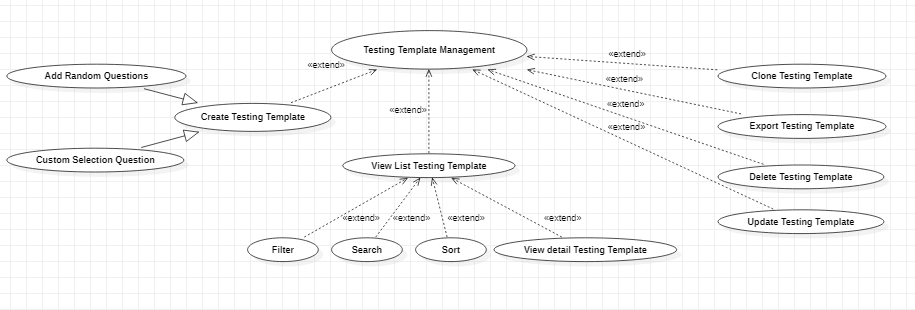 Testing Template Management
«extend»
«extend»
Add Random Questions
Clone Testing Template
«extend»
«extend»
«extend»
Create Testing Template
Export Testing Template
«extend»
Custom Selection Question
View List Testing Template
Delete Testing Template
«extend»
«extend»
«extend»
«extend»
Update Testing Template
Filter
Search
Sort
View detail Testing Template